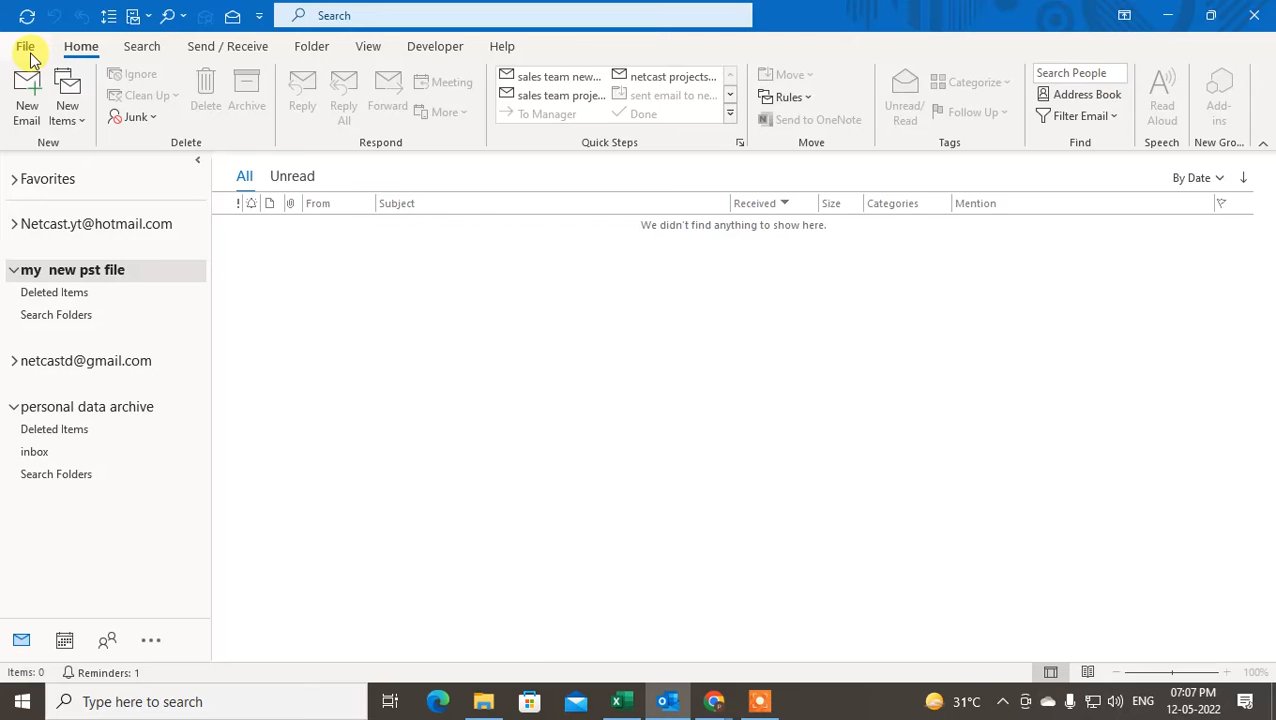 Search
File Home Search Send / Receive Folder View Developer Help
Ignore
Clean Up
Junk
New Email
New Items
Delete
Archive
New
Delete
Reply
Reply All
Forward
Meeting
More
Respond
sales team new...
netcast projects...
sales team proje...
sent email to ne...
To Manager
Done
Quick Steps
Move
Rules
Send to OneNote
Move
Unread/ Read
Categorize
Follow Up
Tags
Search People
Address Book
Filter Email
Find
Read Aloud
Speech
Add-ins
New Gro...
Favorites
Netcast.yt@hotmail.com
my new pst file
Deleted Items
Search Folders
netcastd@gmail.com
personal data archive
Deleted Items
inbox
Search Folders
All Unread
By Date
! From Subject Received Size Categories Mention
We didn't find anything to show here.
Items: 0 Reminders: 1
100%
Type here to search
31°C
ENG
07:07 PM
12-05-2022